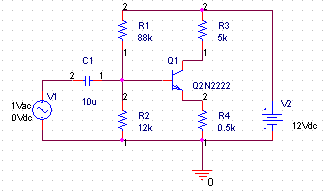 2 2
R1 R3
88k 5k
1 1
C1 Q1
2 1
10u Q2N2222
V1 2 2
1Vac R2 R4 V2
0Vdc 12k 0.5k
1 1 12Vdc
0